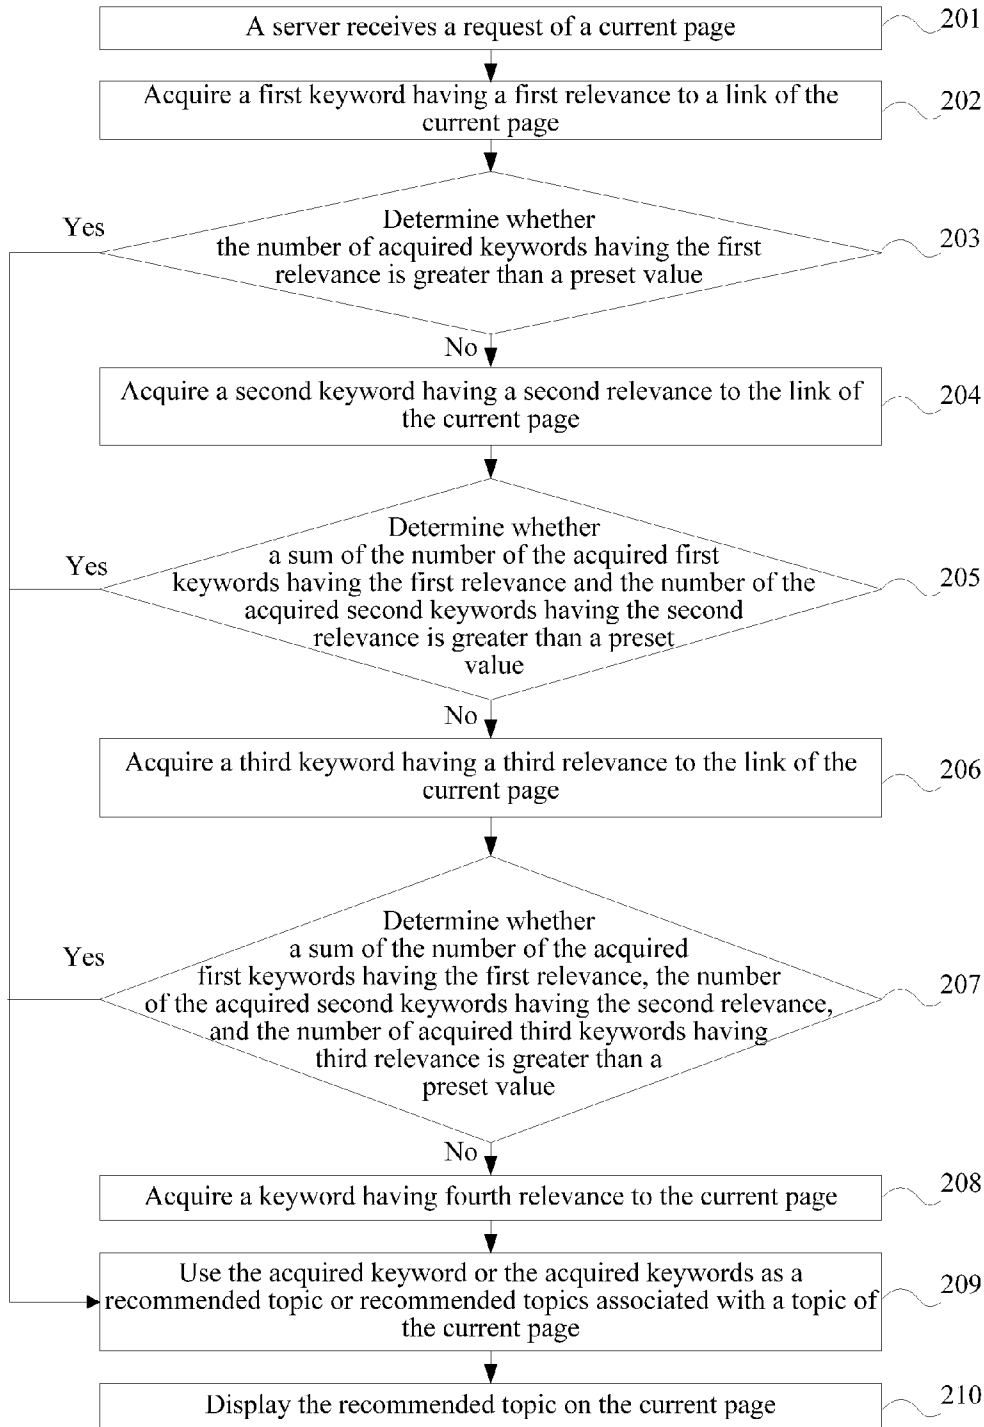 A server receives a request of a current page
201
Acquire a first keyword having a first relevance to a link of the
current page
202
Yes
Determine whether
the number of acquired keywords having the first
relevance is greater than a preset value
203
No
Acquire a second keyword having a second relevance to the link of
the current page
204
Yes
Determine whether
a sum of the number of the acquired first
keywords having the first relevance and the number of the
acquired second keywords having the second
relevance is greater than a preset
value
205
No
Acquire a third keyword having a third relevance to the link of the
current page
206
Yes
Determine whether
a sum of the number of the acquired
first keywords having the first relevance, the number
of the acquired second keywords having the second relevance,
and the number of acquired third keywords having
third relevance is greater than a
preset value
207
No
Acquire a keyword having fourth relevance to the current page
208
Use the acquired keyword or the acquired keywords as a
recommended topic or recommended topics associated with a topic of
the current page
209
Display the recommended topic on the current page
210